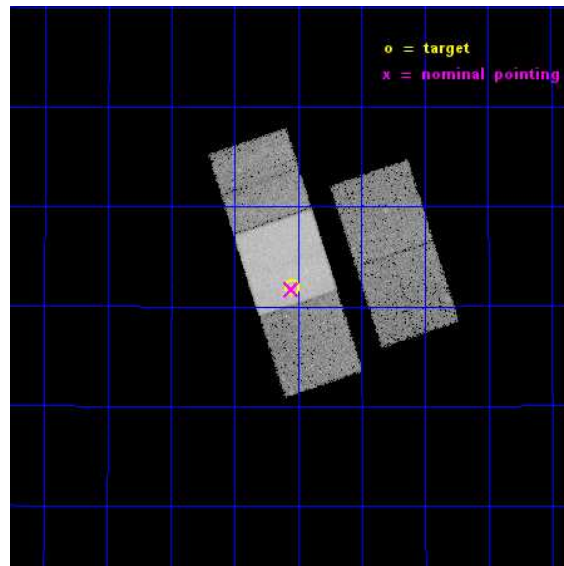 o = target
x = nominal pointing